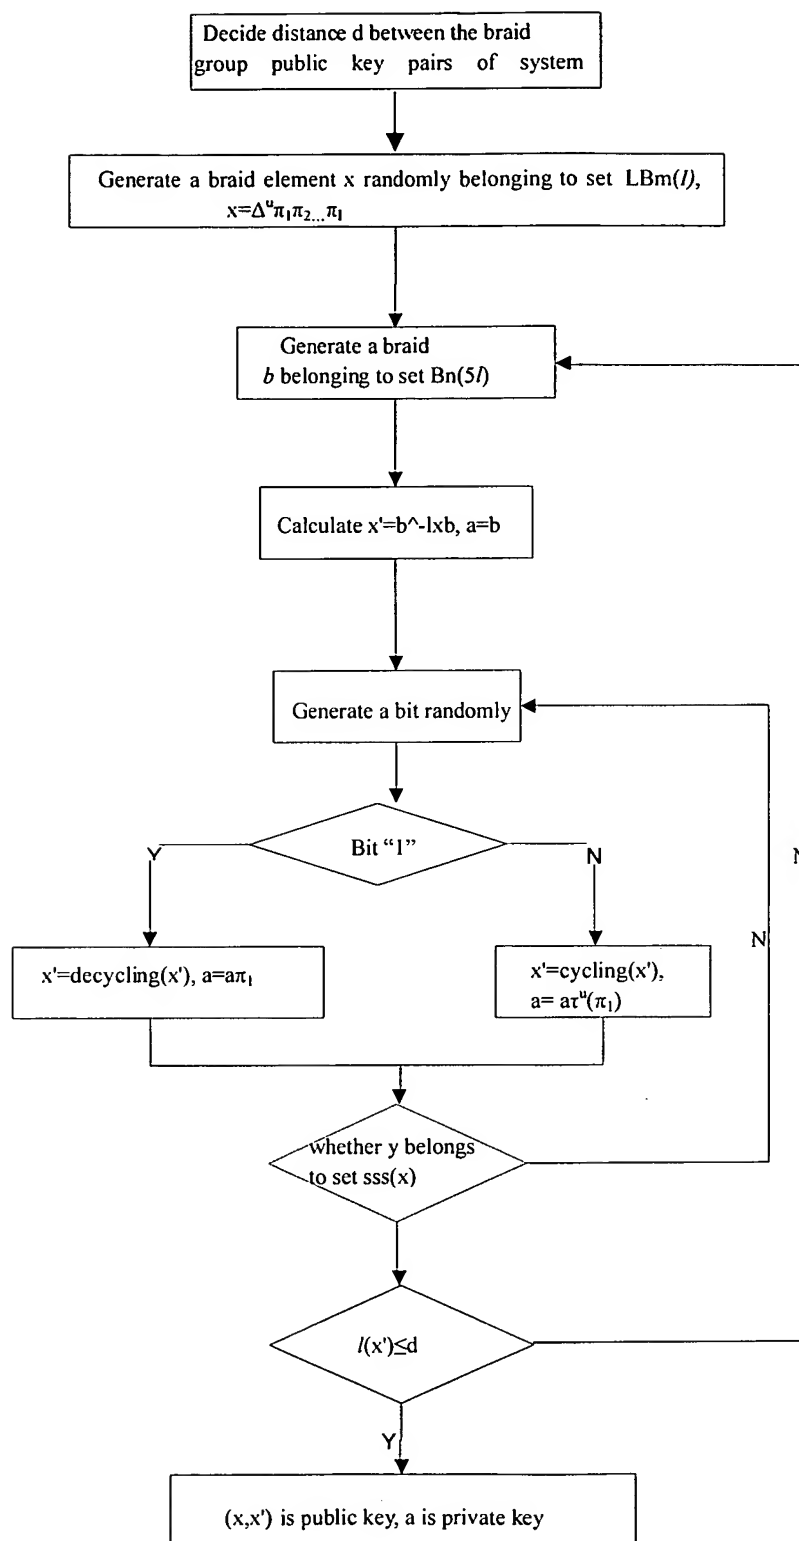 Decide distance d between the braid
group public key pairs of system
Generate a braid element x randomly belonging to set LBm(l),
x=Δᵘπ₁π₂...πₗ
Generate a braid
b belonging to set Bn(5l)
Calculate x'=b^-lxb, a=b
Generate a bit randomly
Bit “1”
Y
N
N
N
x'=decycling(x'), a=aπ₁
x'=cycling(x'),
a= aτᵘ(π₁)
whether y belongs
to set sss(x)
l(x')≤d
Y
(x,x') is public key, a is private key